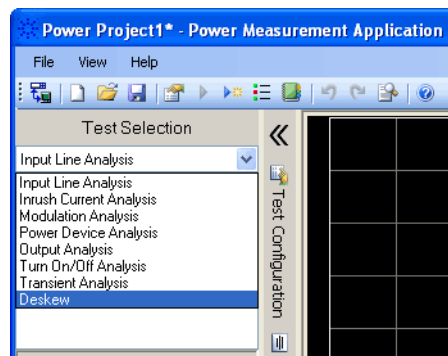 Power Project1* - Power Measurement Application
File View Help
Test Selection
Input Line Analysis
Input Line Analysis
Inrush Current Analysis
Modulation Analysis
Power Device Analysis
Output Analysis
Turn On/Off Analysis
Transient Analysis
Deskew
Test Configuration